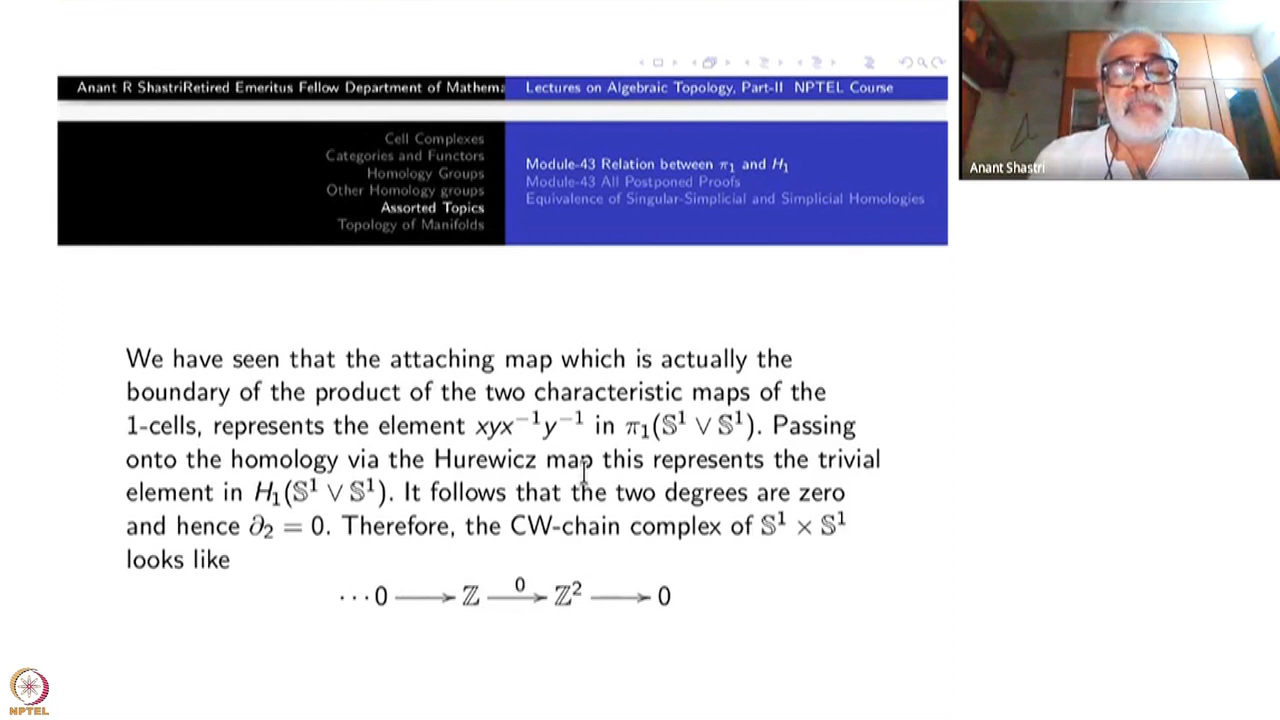 Anant R ShastriRetired Emeritus Fellow Department of Mathema
Lectures on Algebraic Topology, Part-II NPTEL Course
Cell Complexes
Categories and Functors
Homology Groups
Other Homology groups
Assorted Topics
Topology of Manifolds
Module-43 Relation between π₁ and H₁
Module-43 All Postponed Proofs
Equivalence of Singular-Simplicial and Simplicial Homologies
Anant Shastri
We have seen that the attaching map which is actually the
boundary of the product of the two characteristic maps of the
1-cells, represents the element xyx⁻¹y⁻¹ in π₁(𝕊¹ ∨ 𝕊¹). Passing
onto the homology via the Hurewicz map this represents the trivial
element in H₁(𝕊¹ ∨ 𝕊¹). It follows that the two degrees are zero
and hence ∂₂ = 0. Therefore, the CW-chain complex of 𝕊¹ × 𝕊¹
looks like
⋯ 0 ⟶ ℤ ⟶⁰ ℤ² ⟶ 0
NPTEL